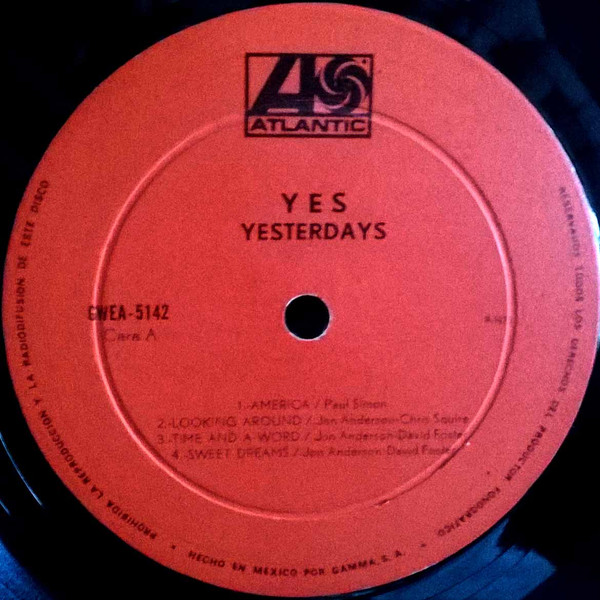 ATLANTIC
YES
YESTERDAYS
GWEA-5142
Cara A
1.-AMERICA / Paul Simon
2.-LOOKING AROUND / Jon Anderson-Chris Squire
3.-TIME AND A WORD / Jon Anderson-David Foster
4.-SWEET DREAMS / Jon Anderson-David Foster
PROHIBIDA LA REPRODUCCION Y LA RADIODIFUSION DE ESTE DISCO
RESERVADOS TODOS LOS DERECHOS DEL PRODUCTOR FONOGRAFICO
• HECHO EN MEXICO POR GAMMA, S. A. •